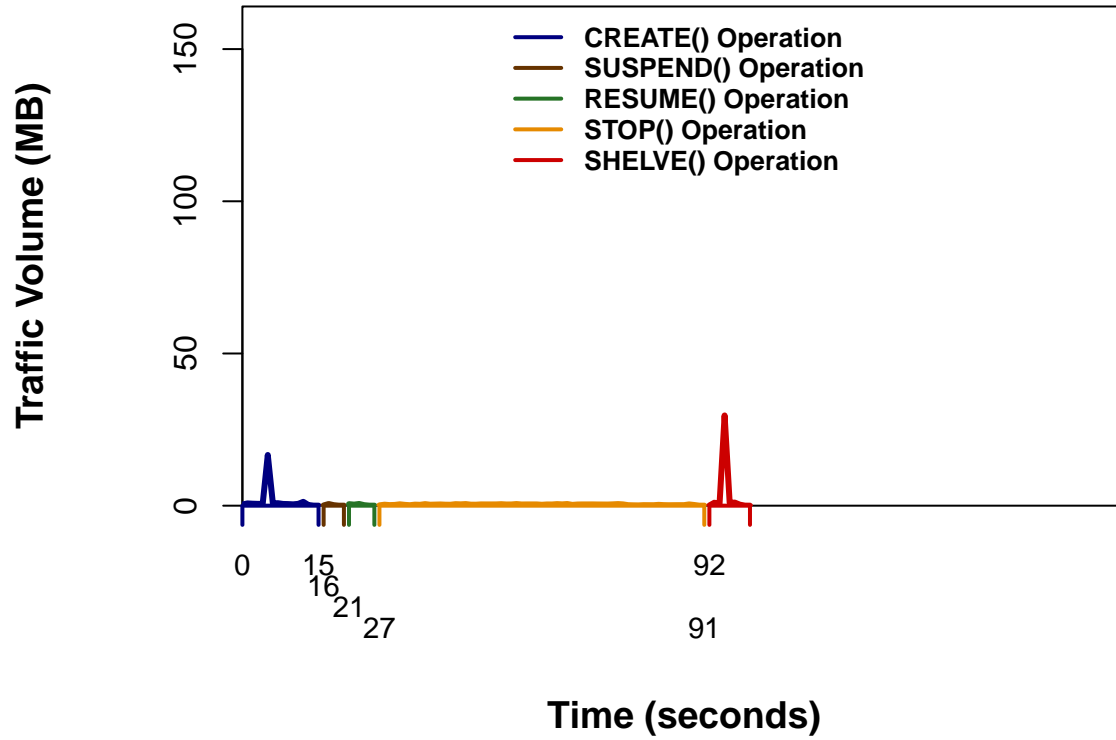 Traffic Volume (MB)
150
100
50
0
CREATE() Operation
SUSPEND() Operation
RESUME() Operation
STOP() Operation
SHELVE() Operation
0 15 92
16
21
27 91
Time (seconds)